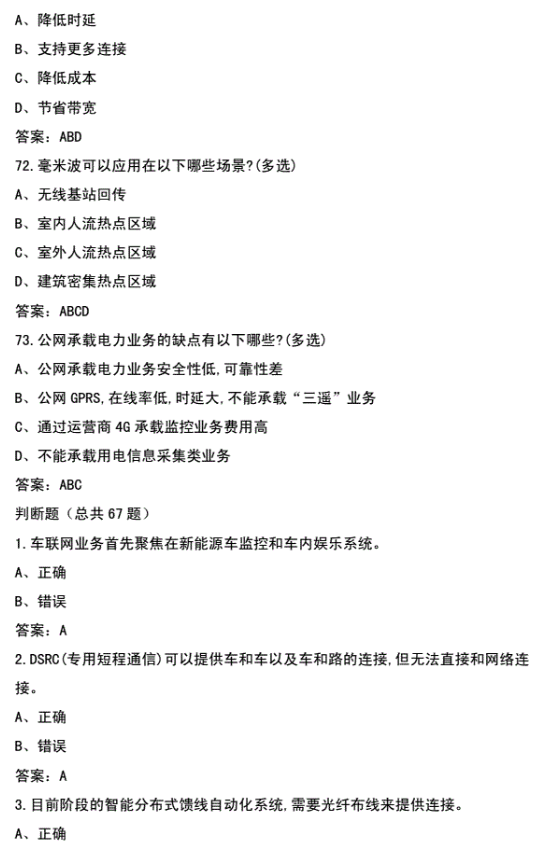 A、降低时延
B、支持更多连接
C、降低成本
D、节省带宽
答案：ABD
72.毫米波可以应用在以下哪些场景?(多选)
A、无线基站回传
B、室内人流热点区域
C、室外人流热点区域
D、建筑密集热点区域
答案：ABCD
73.公网承载电力业务的缺点有以下哪些?(多选)
A、公网承载电力业务安全性低,可靠性差
B、公网 GPRS,在线率低,时延大,不能承载“三遥”业务
C、通过运营商 4G 承载监控业务费用高
D、不能承载用电信息采集类业务
答案：ABC
判断题（总共 67 题）
1.车联网业务首先聚焦在新能源车监控和车内娱乐系统。
A、正确
B、错误
答案：A
2.DSRC(专用短程通信)可以提供车和车以及车和路的连接,但无法直接和网络连
接。
A、正确
B、错误
答案：A
3.目前阶段的智能分布式馈线自动化系统,需要光纤布线来提供连接。
A、正确